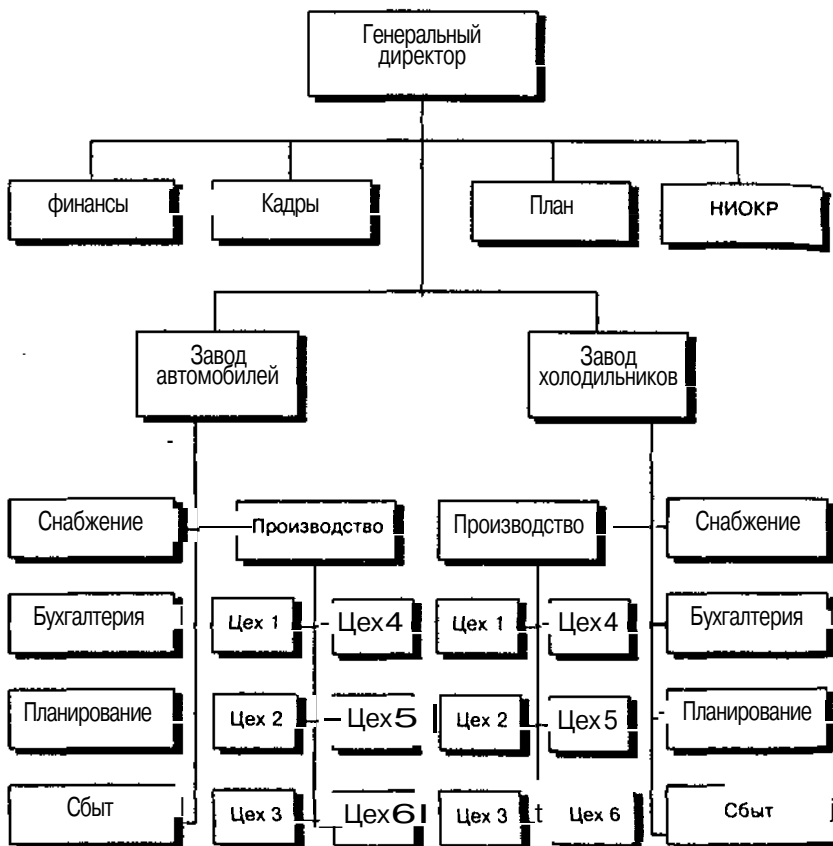 Генеральный
директор
финансы
Кадры
План
НИОКР
Завод
автомобилей
Завод
холодильников
Снабжение
Производство
Производство
Снабжение
Бухгалтерия
Цех 1
Цех4
Цех 1
Цех4
Бухгалтерия
Планирование
Цех 2
Цех5
Цех 2
Цех5
Планирование
Сбыт
Цех 3
Цех6
Цех 3
Цех 6
Сбыт